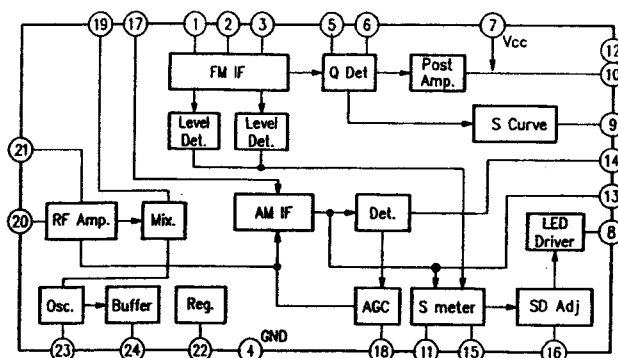 19
17
1
2
3
5
6
7
Vcc
12
FM IF
Q Det
Post
Amp.
10
Level
Det.
Level
Det.
S Curve
9
21
14
13
20
RF Amp.
Mix.
AM IF
Det.
LED
Driver
8
Osc.
Buffer
Reg.
AGC
S meter
SD Adj
GND
23
24
22
4
18
11
15
16